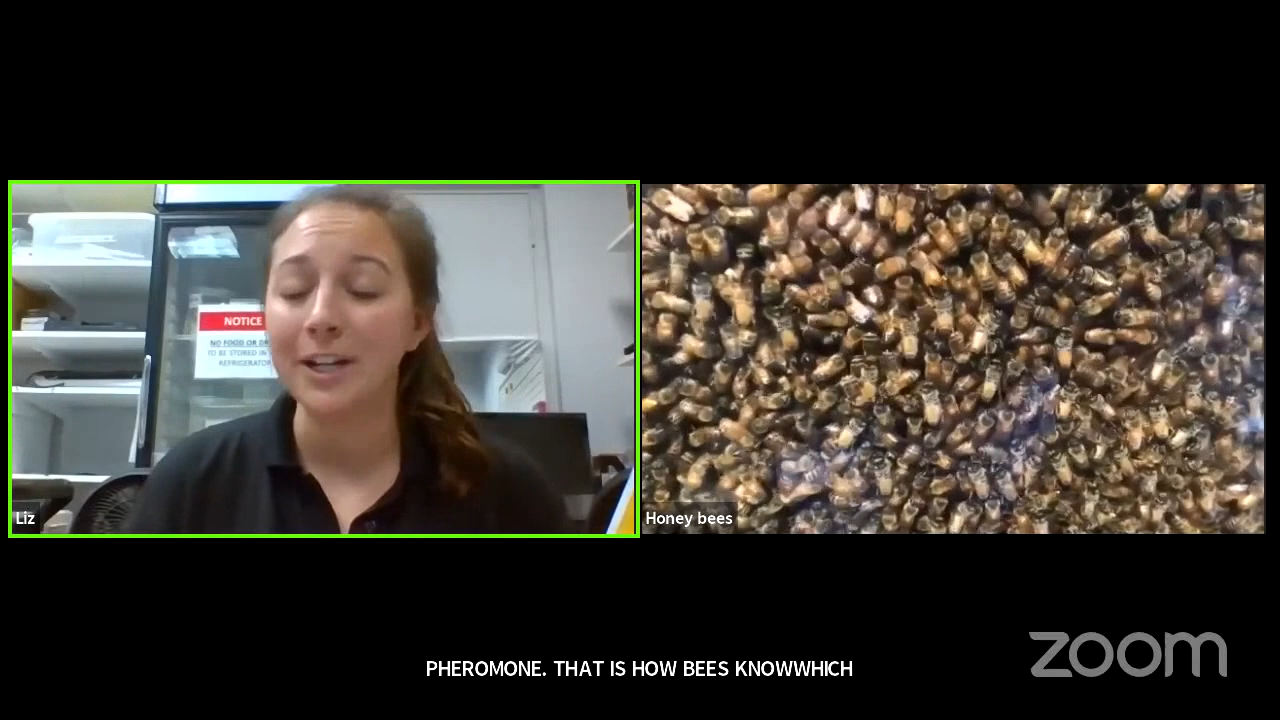 NOTICE
NO FOOD OR
TO BE STORED IN
REFRIGERATOR
Liz
Honey bees
PHEROMONE. THAT IS HOW BEES KNOWWHICH
zoom